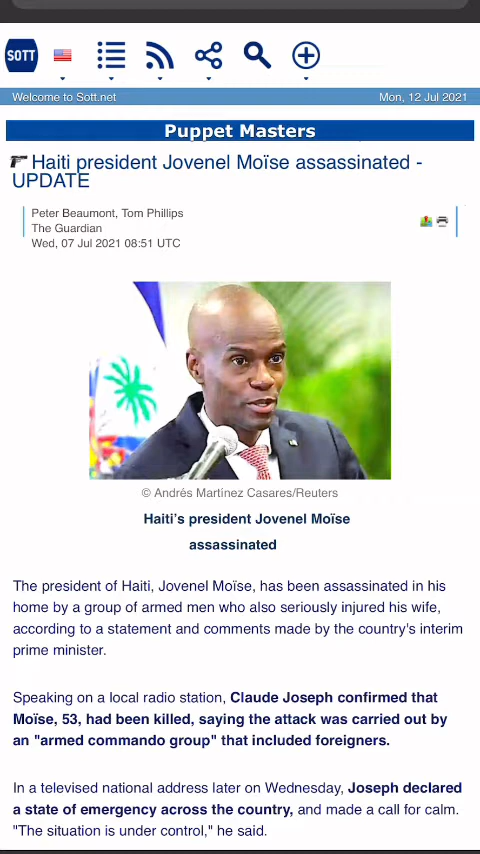 SOTT
Welcome to Sott.net
Mon, 12 Jul 2021
Puppet Masters
Haiti president Jovenel Moïse assassinated -
UPDATE
Peter Beaumont, Tom Phillips
The Guardian
Wed, 07 Jul 2021 08:51 UTC
© Andrés Martínez Casares/Reuters
Haiti's president Jovenel Moïse
assassinated
The president of Haiti, Jovenel Moïse, has been assassinated in his
home by a group of armed men who also seriously injured his wife,
according to a statement and comments made by the country's interim
prime minister.
Speaking on a local radio station, Claude Joseph confirmed that
Moïse, 53, had been killed, saying the attack was carried out by
an "armed commando group" that included foreigners.
In a televised national address later on Wednesday, Joseph declared
a state of emergency across the country, and made a call for calm.
"The situation is under control," he said.